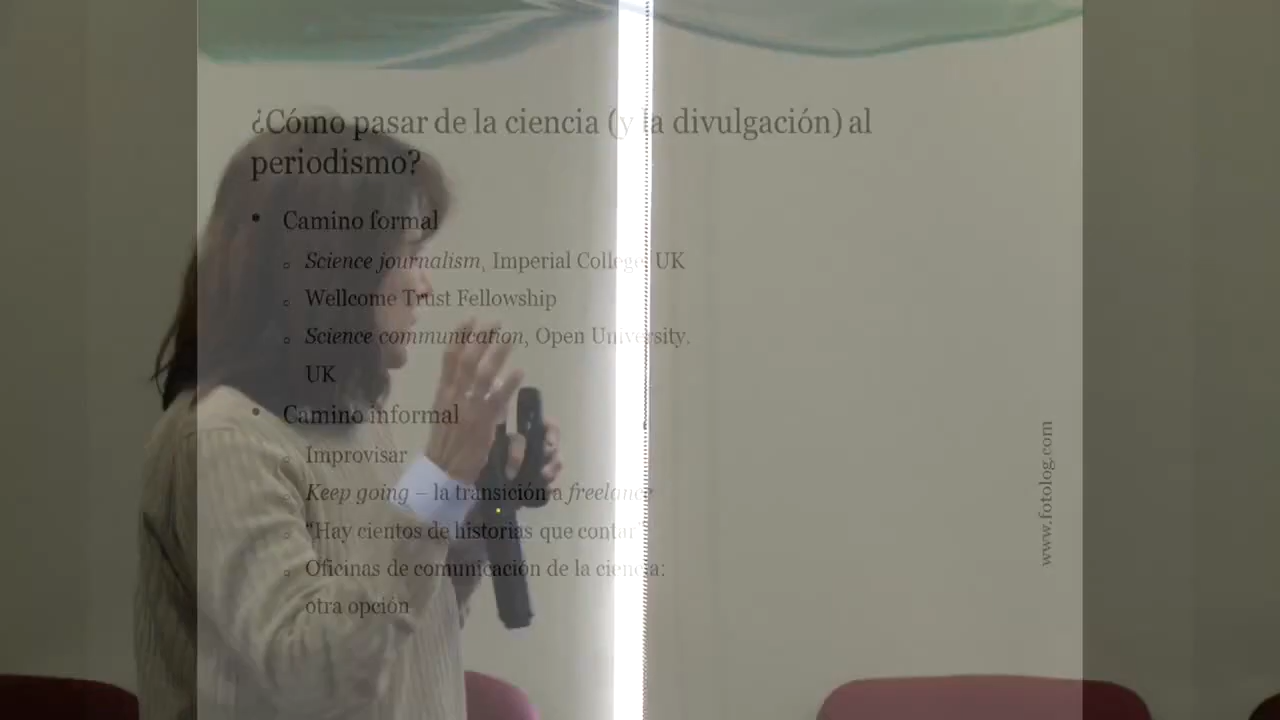 ¿Cómo pasar de la ciencia (y la divulgación) al
periodismo?
• Camino formal
Science journalism, Imperial College, UK
Wellcome Trust Fellowship
Science communication, Open University,
UK
• Camino informal
Improvisar
Keep going – la transición a freelance
“Hay cientos de historias que contar”
Oficinas de comunicación de la ciencia:
otra opción
www.fotolog.com